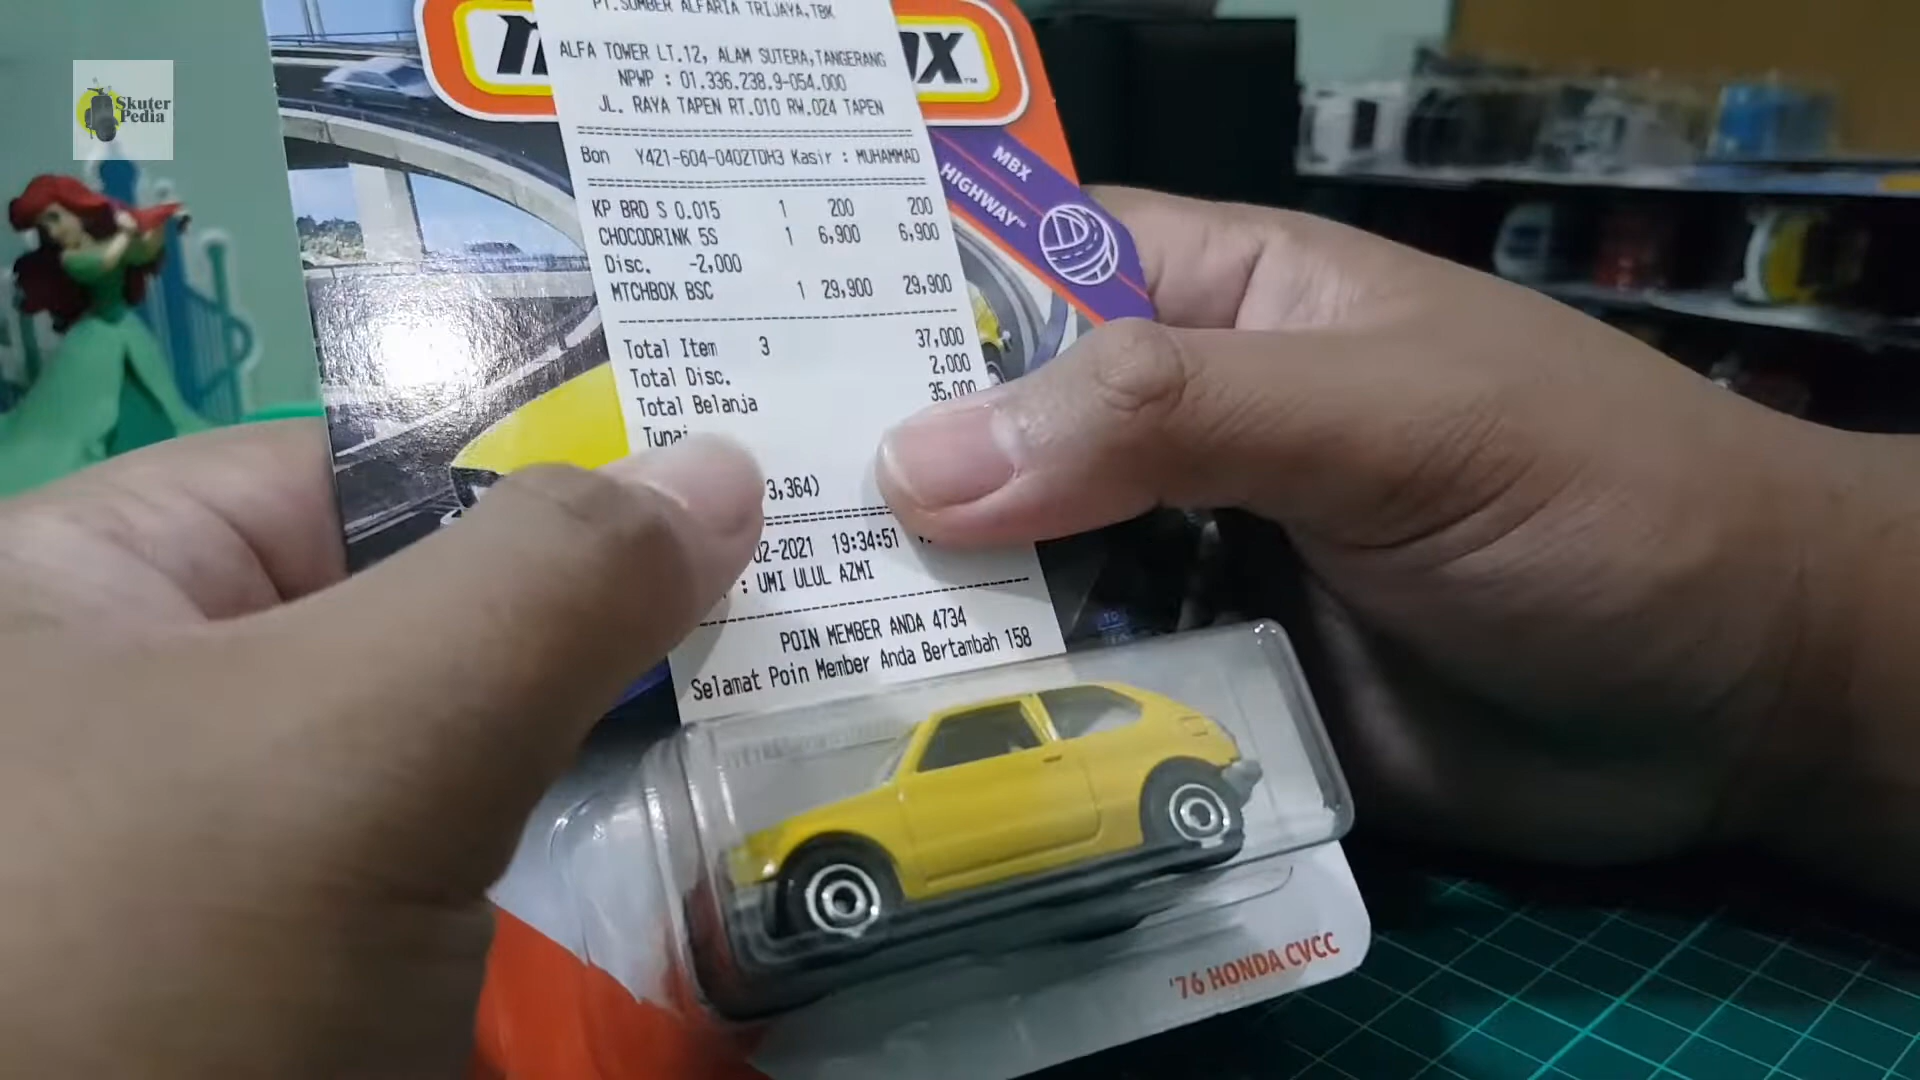 Skuter
Pedia
PT.SUMBER ALFARIA TRIJAYA,TBK
ALFA TOWER LT.12, ALAM SUTERA,TANGERANG
NPWP : 01.336.238.9-054.000
JL. RAYA TAPEN RT.010 RW.024 TAPEN
Bon Y421-604-0402TDH3 Kasir : MUHAMMAD
KP BRD S 0.015 1 200 200
CHOCODRINK 5S 1 6,900 6,900
Disc. -2,000
MTCHBOX BSC 1 29,900 29,900
Total Item 3 37,000
Total Disc. 2,000
Total Belanja 35,000
Tunai
3,364)
02-2021 19:34:51
: UMI ULUL AZMI
POIN MEMBER ANDA 4734
Selamat Poin Member Anda Bertambah 158
MBX
HIGHWAY™
'76 HONDA CVCC